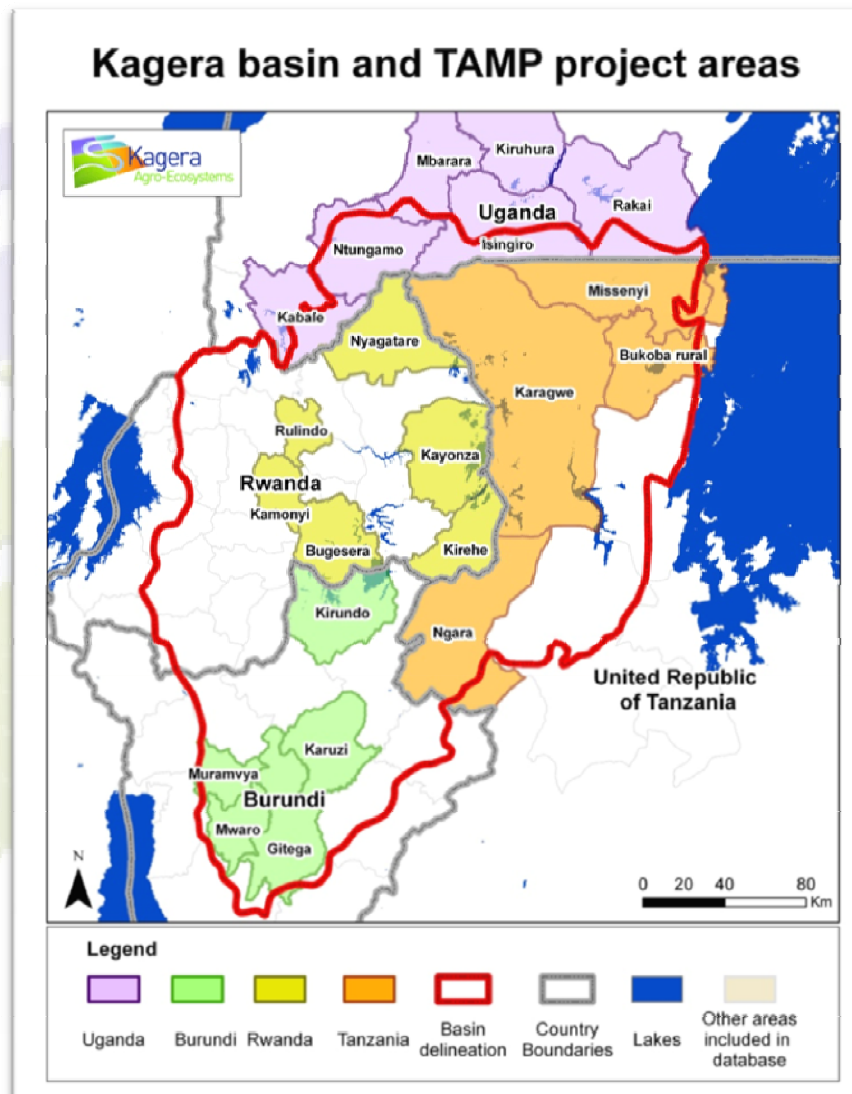 Kagera basin and TAMP project areas
Kagera
Agro-Ecosystems
Mbarara
Kiruhura
Uganda
Rakai
Ntungamo
Isingiro
Missenyi
Kabale
Nyagatare
Bukoba rural
Karagwe
Rulindo
Kayonza
Rwanda
Kamonyi
Bugesera
Kirehe
Kirundo
Ngara
United Republic
of Tanzania
Karuzi
Muramvya
Burundi
Mwaro
Gitega
N
0 20 40 80
Km
Legend
Uganda
Burundi
Rwanda
Tanzania
Basin
delineation
Country
Boundaries
Lakes
Other areas
included in
database